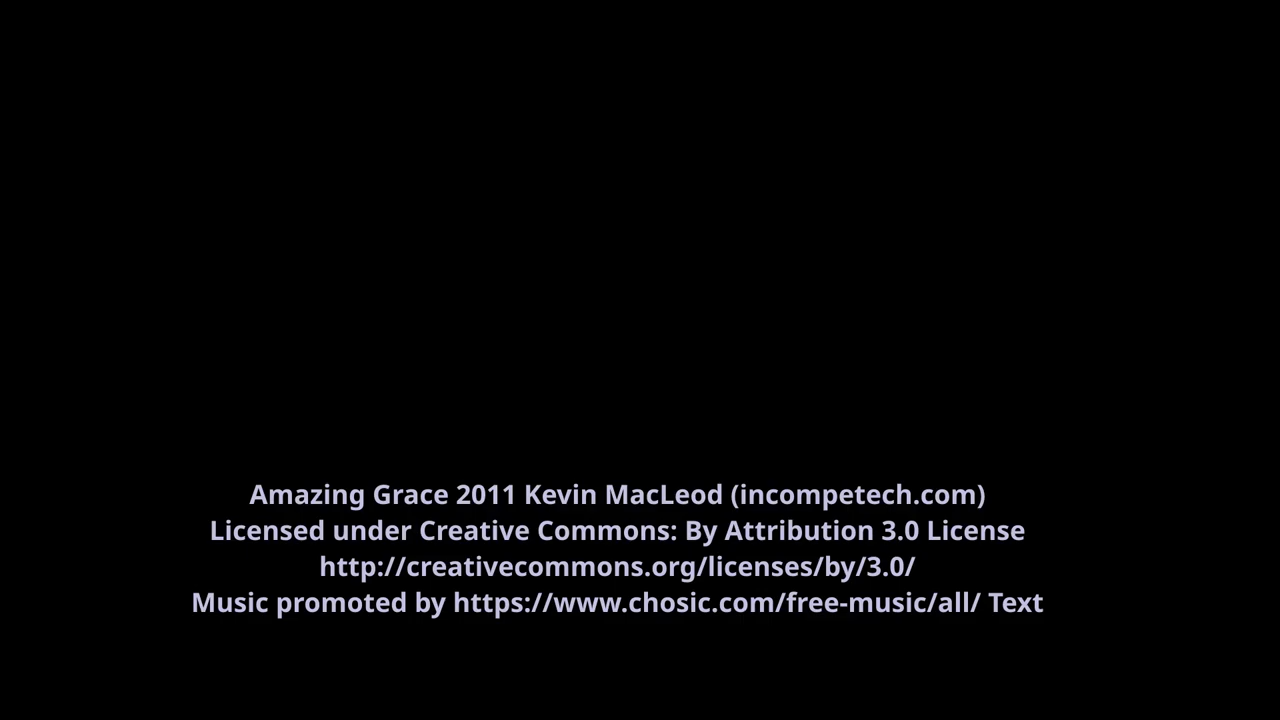 Amazing Grace 2011 Kevin MacLeod (incompetech.com)
Licensed under Creative Commons: By Attribution 3.0 License
http://creativecommons.org/licenses/by/3.0/
Music promoted by https://www.chosic.com/free-music/all/ Text